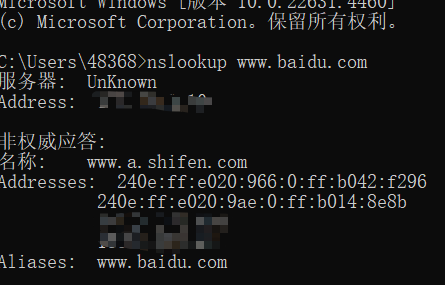 Microsoft Windows [版本 10.0.22631.4460]
(c) Microsoft Corporation。保留所有权利。
C:\Users\48368>nslookup www.baidu.com
服务器:  UnKnown
Address:
非权威应答:
名称:    www.a.shifen.com
Addresses:  240e:ff:e020:966:0:ff:b042:f296
240e:ff:e020:9ae:0:ff:b014:8e8b
Aliases:  www.baidu.com